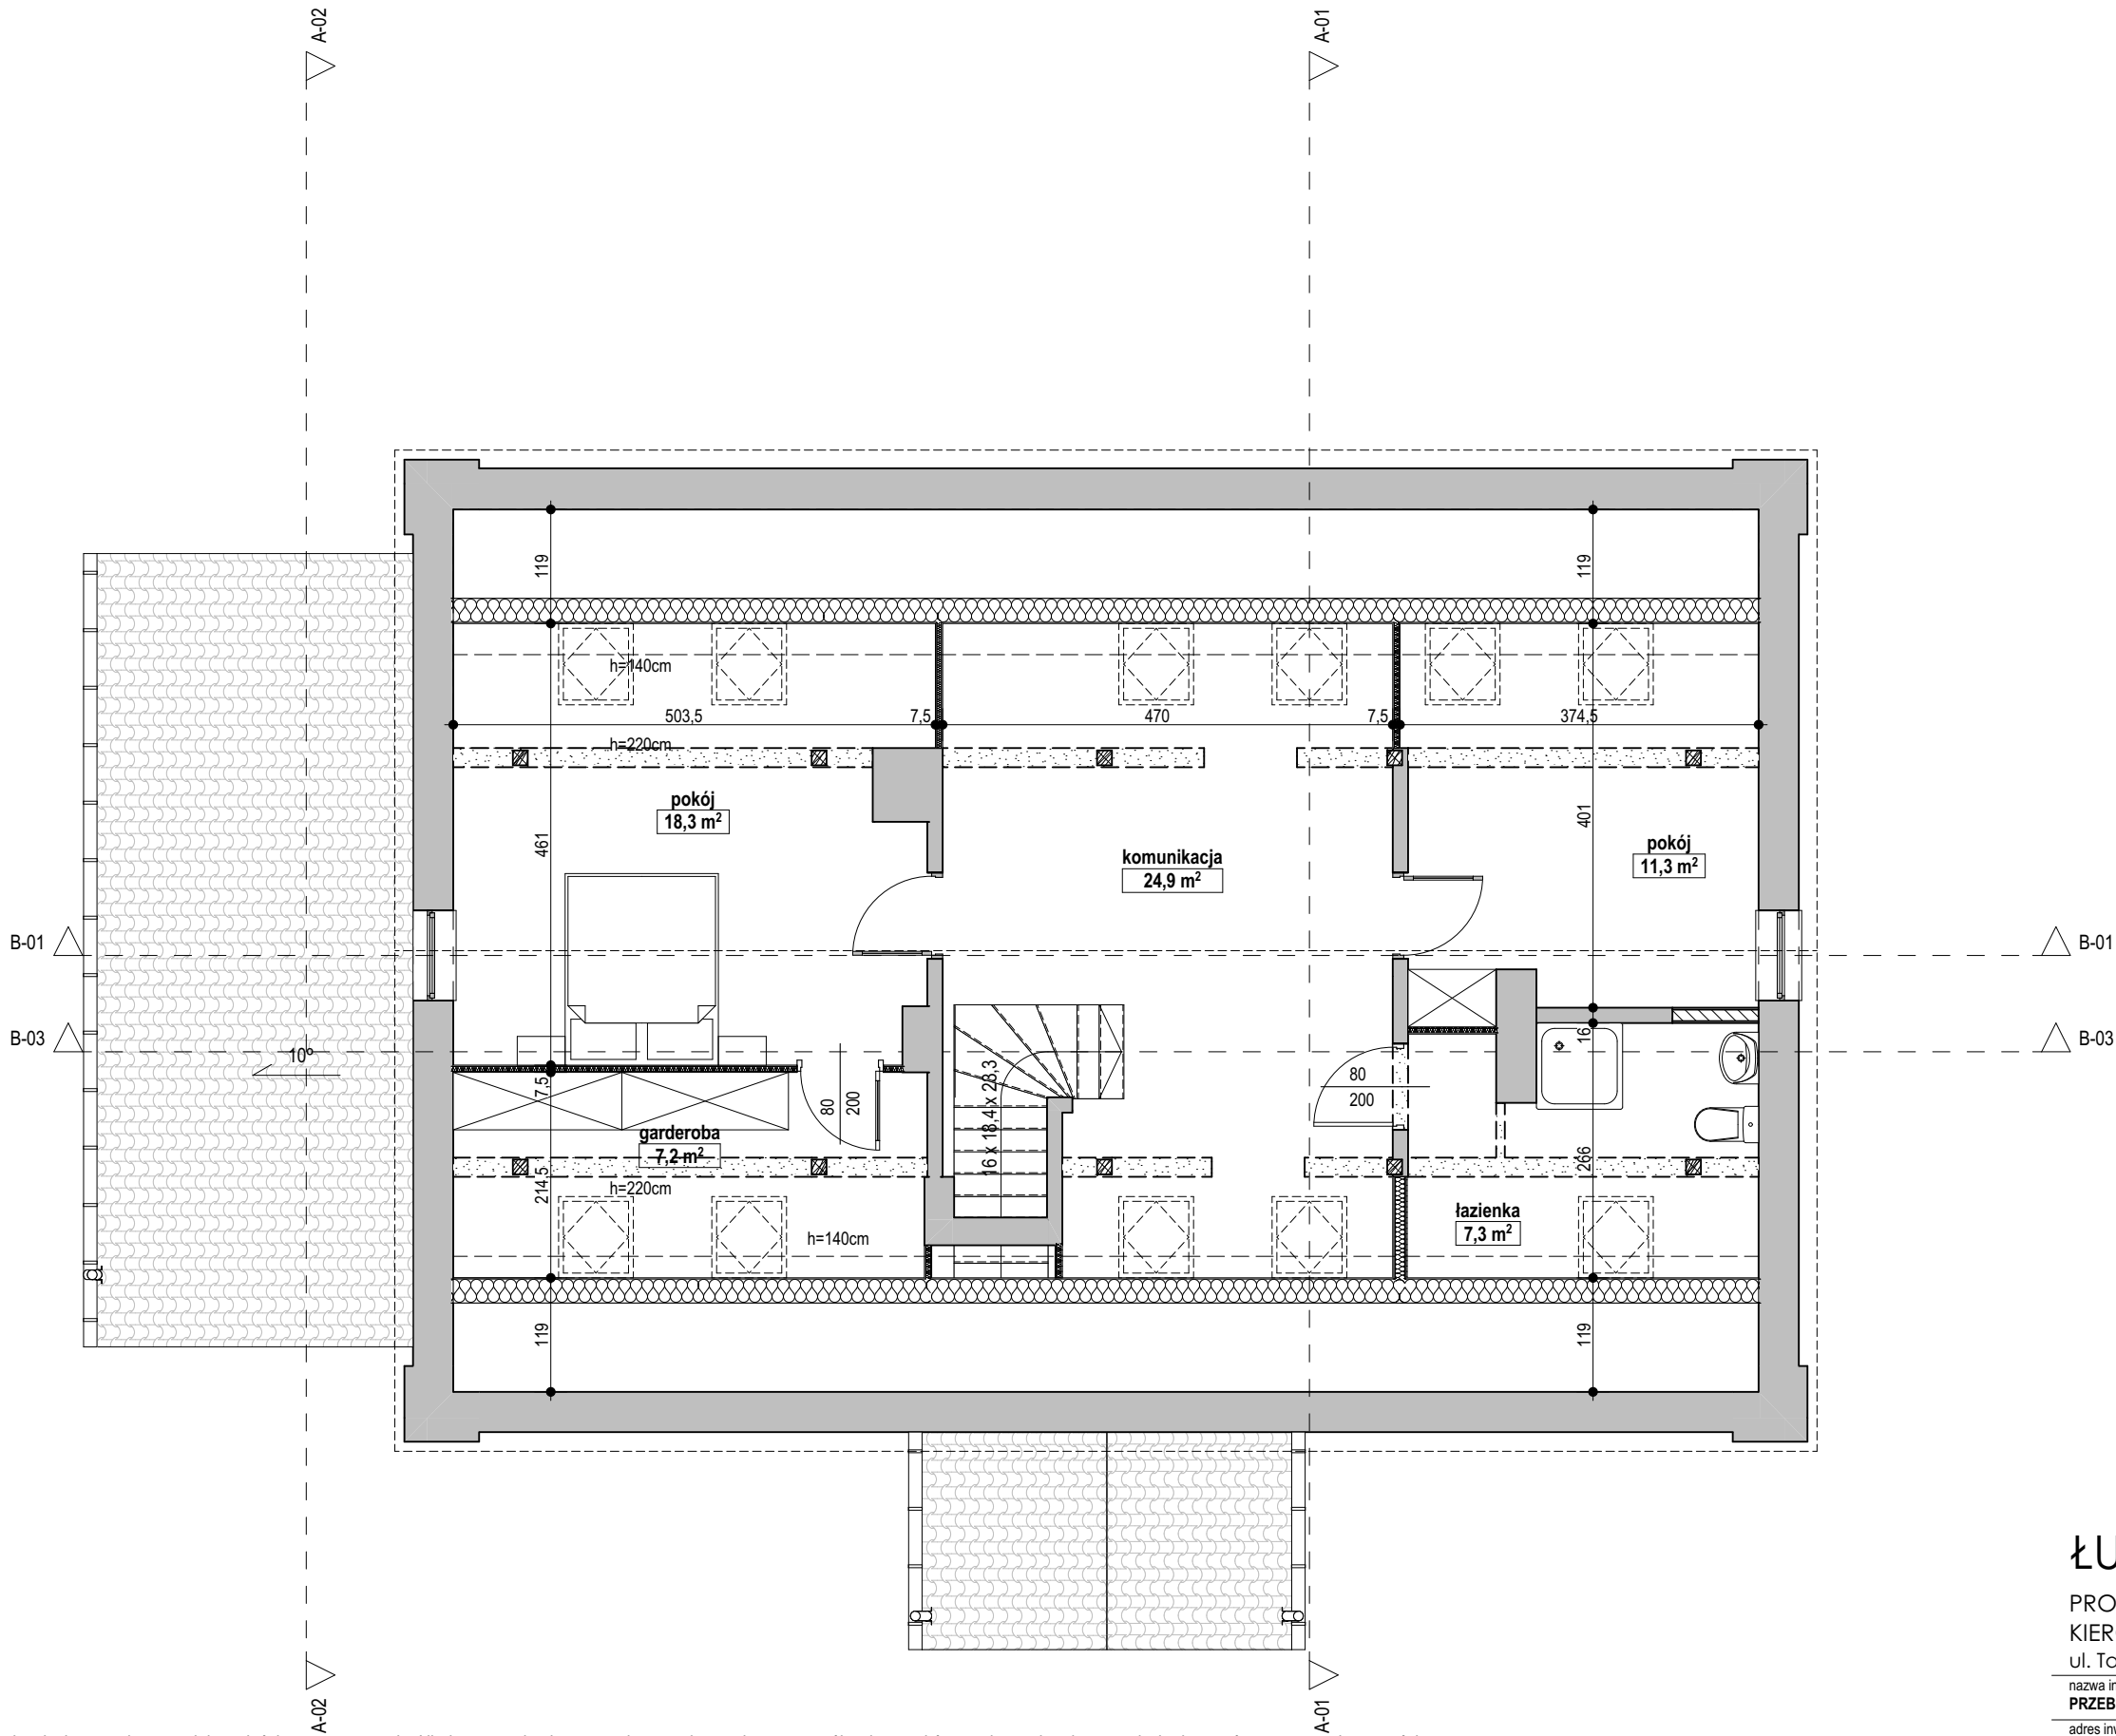 A-02
A-01
119
119
h=140cm
503,5
7,5
470
7,5
374,5
h=220cm
pokój
18,3 m²
461
401
komunikacja
24,9 m²
pokój
11,3 m²
B-01
B-01
B-03
B-03
10°
16
7,5
80
200
16 x 18,4 x 23,3
80
200
garderoba
7,2 m²
214,5
h=220cm
266
łazienka
7,3 m²
h=140cm
119
119
A-02
A-01
ŁU
PRO
KIER
ul. To
nazwa in
PRZEB
adres inv